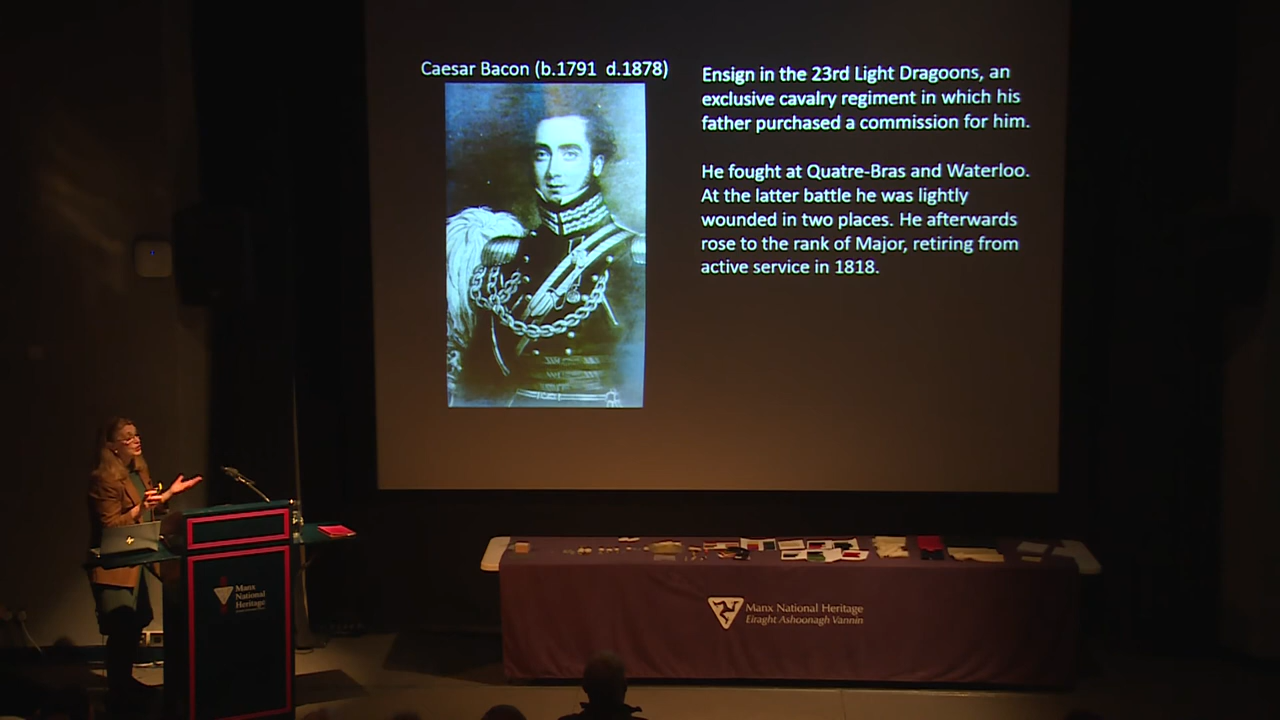 Caesar Bacon (b.1791 d.1878)
Ensign in the 23rd Light Dragoons, an
exclusive cavalry regiment in which his
father purchased a commission for him.
He fought at Quatre-Bras and Waterloo.
At the latter battle he was lightly
wounded in two places. He afterwards
rose to the rank of Major, retiring from
active service in 1818.
Manx
National
Heritage
Manx National Heritage
Eiraght Ashoonagh Vannin